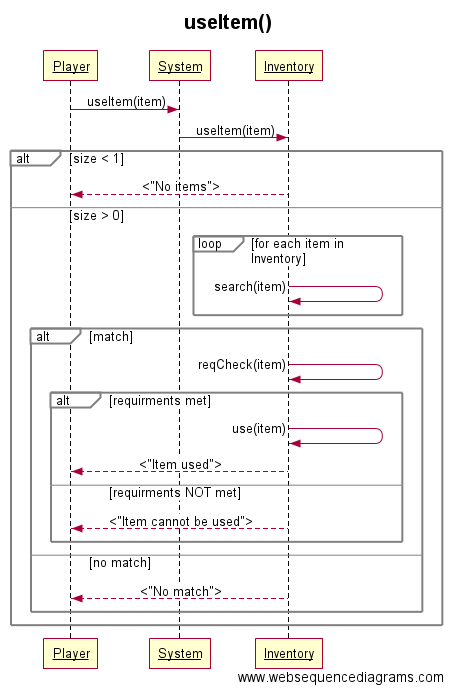 useItem()
Player System Inventory
useItem(item)
useItem(item)
alt [size < 1]
<"No items">
[size > 0]
loop [for each item in
Inventory]
search(item)
alt [match]
reqCheck(item)
alt [requirments met]
use(item)
<"Item used">
[requirments NOT met]
<"Item cannot be used">
[no match]
<"No match">
Player System Inventory
www.websequencediagrams.com